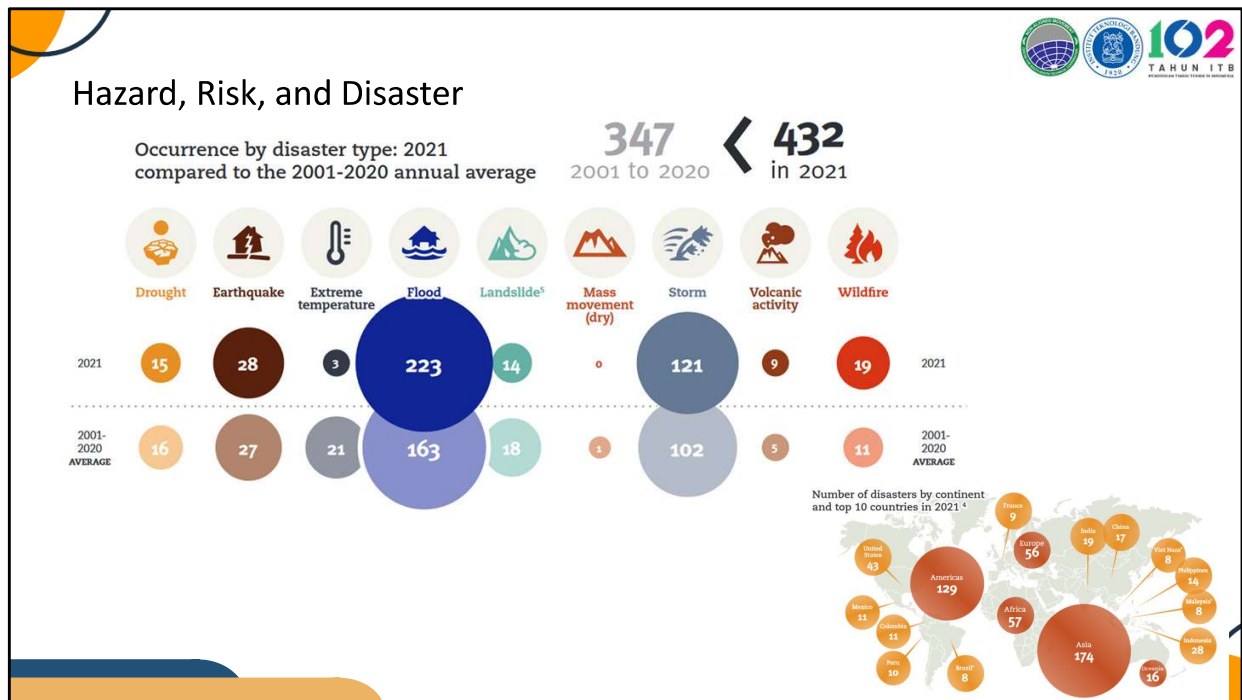 INSTITUT TEKNOLOGI BANDUNG
1920
102
TAHUN ITB
Hazard, Risk, and Disaster
Occurrence by disaster type: 2021
compared to the 2001-2020 annual average
347
2001 to 2020
<
432
in 2021
Drought
Earthquake
Extreme
temperature
Flood
Landslide⁵
Mass
movement
(dry)
Storm
Volcanic
activity
Wildfire
2021
15
28
3
223
14
0
121
9
19
2021
2001-
2020
AVERAGE
16
27
21
163
18
1
102
5
11
2001-
2020
AVERAGE
Number of disasters by continent
and top 10 countries in 2021 ⁴
France
9
Europe
56
India
19
China
17
United
States
43
Americas
129
Viet Nam*
8
Philippines
14
Mexico
11
Colombia
11
Africa
57
Malaysia*
8
Peru
10
Brazil*
8
Asia
174
Indonesia
28
Oceania
16